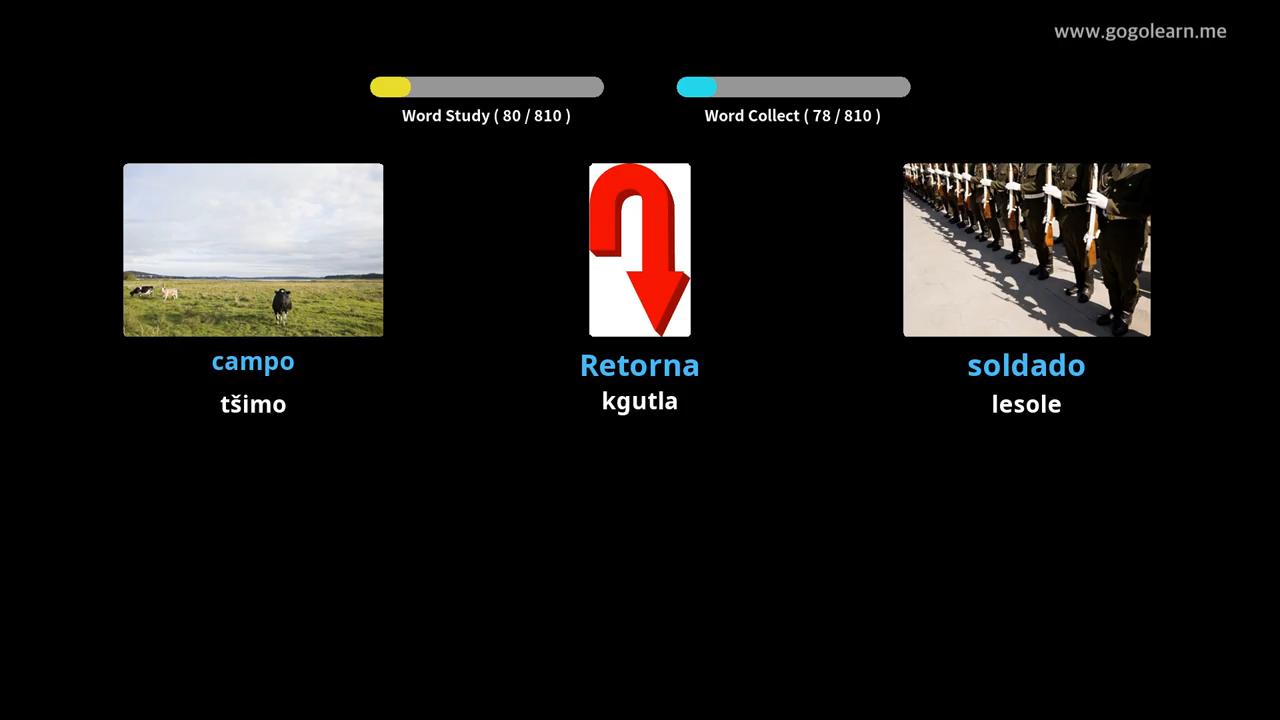 www.gogolearn.me
Word Study ( 80 / 810 )
Word Collect ( 78 / 810 )
campo
tšimo
Retorna
kgutla
soldado
lesole